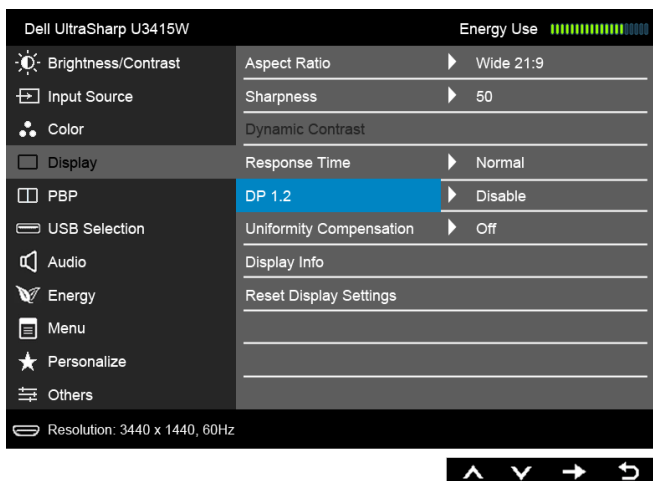 Dell UltraSharp U3415W Energy Use
Brightness/Contrast Aspect Ratio Wide 21:9
Input Source Sharpness 50
Color Dynamic Contrast
Display Response Time Normal
PBP DP 1.2 Disable
USB Selection Uniformity Compensation Off
Audio Display Info
Energy Reset Display Settings
Menu
Personalize
Others
Resolution: 3440 x 1440, 60Hz